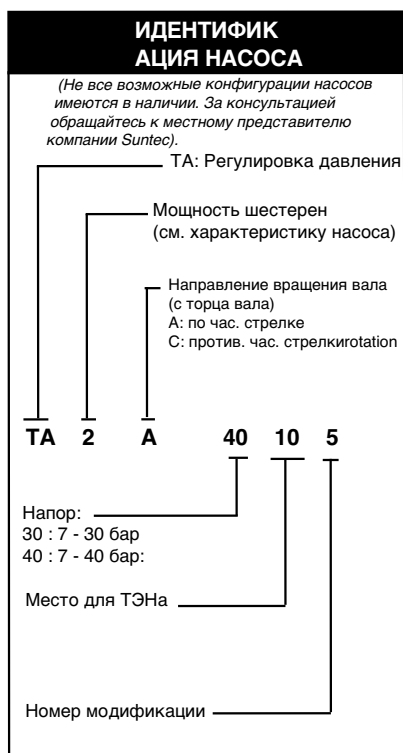 ИДЕНТИФИК
АЦИЯ НАСОСА
(Не все возможные конфигурации насосов
имеются в наличии. За консультацией
обращайтесь к местному представителю
компании Suntec).
TA: Регулировка давления
Мощность шестерен
(см. характеристику насоса)
Направление вращения вала
(с торца вала)
A: по час. стрелке
C: против. час. стрелкиrotation
TA 2 A 40 10 5
Напор:
30 : 7 - 30 бар
40 : 7 - 40 бар:
Место для ТЭНа
Номер модификации